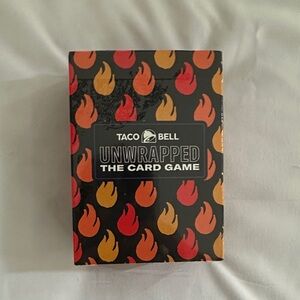 TACO BELL
UNWRAPPED
THE CARD GAME